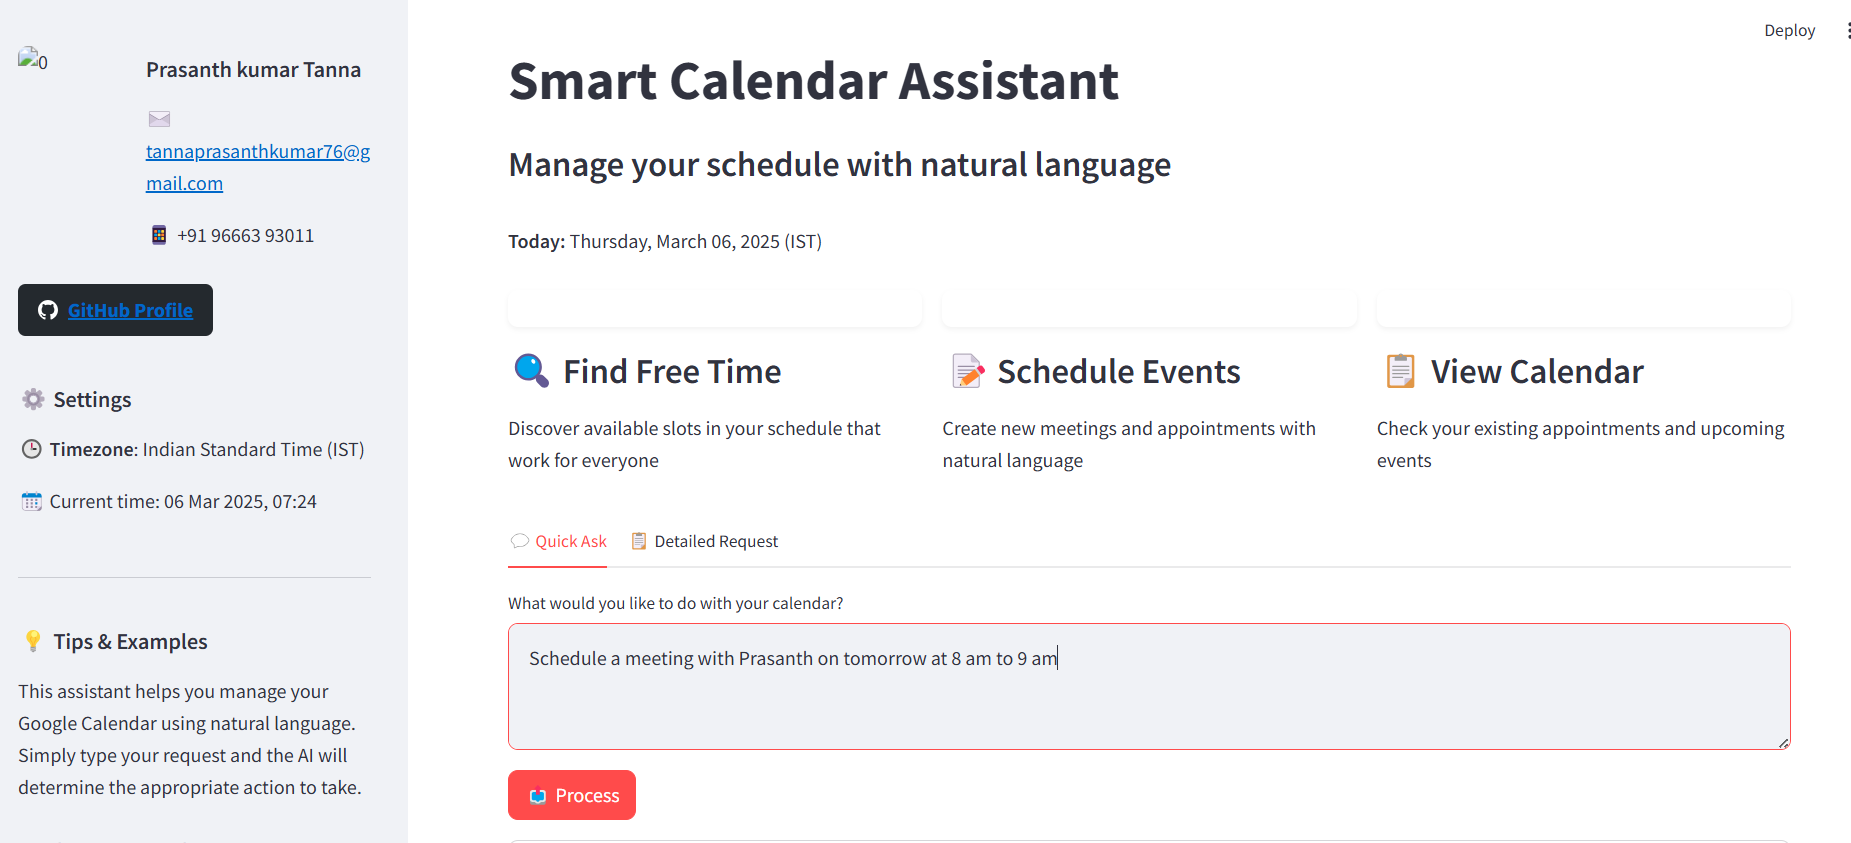 Deploy
0
Prasanth kumar Tanna
tannaprasanthkumar76@g
mail.com
+91 96663 93011
GitHub Profile
Settings
Timezone: Indian Standard Time (IST)
Current time: 06 Mar 2025, 07:24
Tips & Examples
This assistant helps you manage your
Google Calendar using natural language.
Simply type your request and the AI will
determine the appropriate action to take.
Smart Calendar Assistant
Manage your schedule with natural language
Today: Thursday, March 06, 2025 (IST)
Find Free Time
Discover available slots in your schedule that
work for everyone
Schedule Events
Create new meetings and appointments with
natural language
View Calendar
Check your existing appointments and upcoming
events
Quick Ask
Detailed Request
What would you like to do with your calendar?
Schedule a meeting with Prasanth on tomorrow at 8 am to 9 am
Process